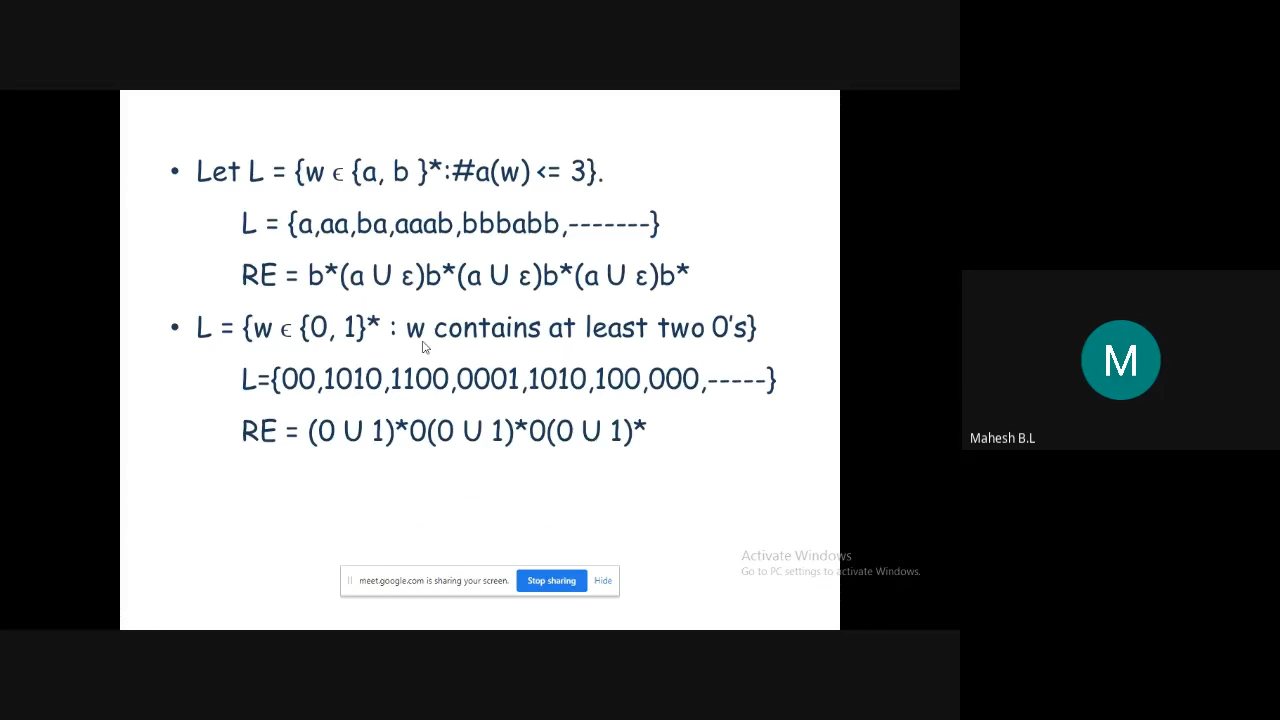 • Let L = {w ϵ {a, b }*:#a(w) <= 3}.
L = {a,aa,ba,aaab,bbbabb,-------}
RE = b*(a U ε)b*(a U ε)b*(a U ε)b*
• L = {w ϵ {0, 1}* : w contains at least two 0's}
L={00,1010,1100,0001,1010,100,000,-----}
RE = (0 U 1)*0(0 U 1)*0(0 U 1)*
M
Mahesh B.L
Activate Windows
Go to PC settings to activate Windows.
meet.google.com is sharing your screen. Stop sharing Hide